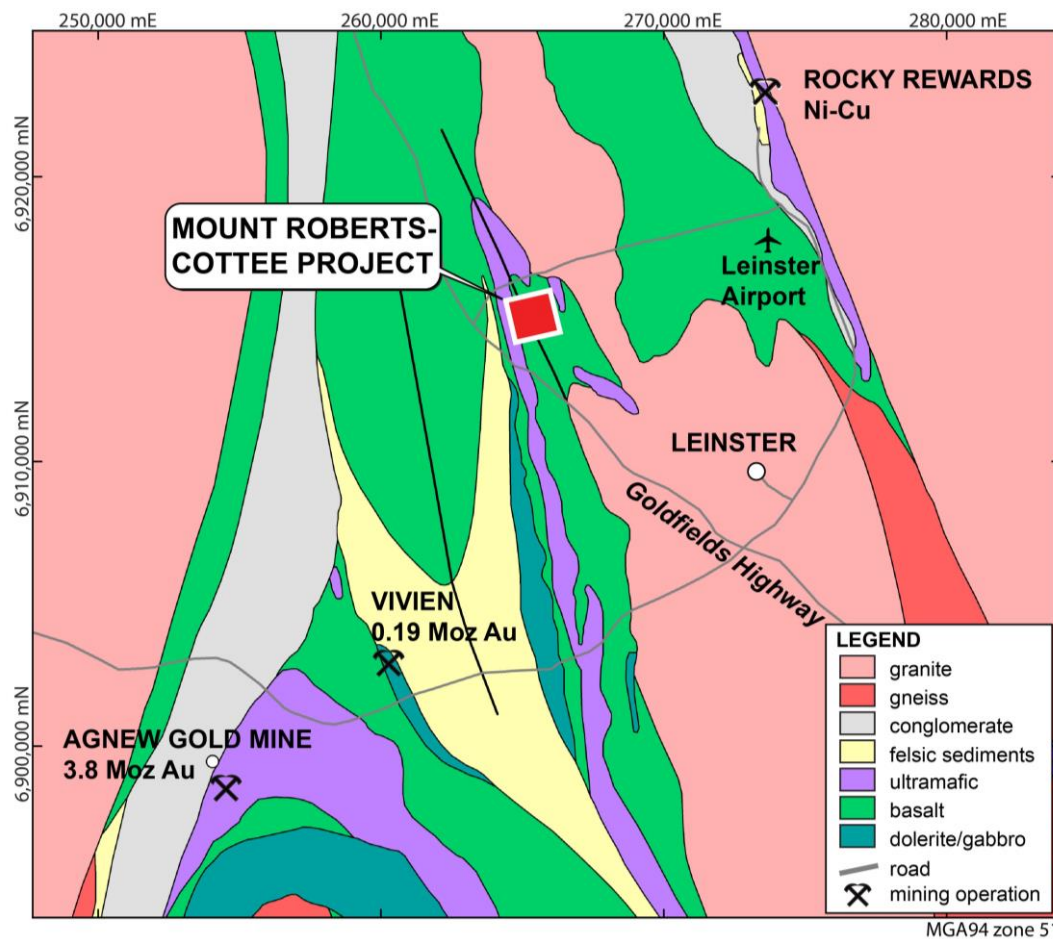 250,000 mE
260,000 mE
270,000 mE
280,000 mE
6,920,000 mN
6,910,000 mN
6,900,000 mN
ROCKY REWARDS
Ni-Cu
MOUNT ROBERTS-
COTTEE PROJECT
Leinster
Airport
LEINSTER
Goldfields Highway
VIVIEN
0.19 Moz Au
AGNEW GOLD MINE
3.8 Moz Au
LEGEND
granite
gneiss
conglomerate
felsic sediments
ultramafic
basalt
dolerite/gabbro
road
mining operation
MGA94 zone 5